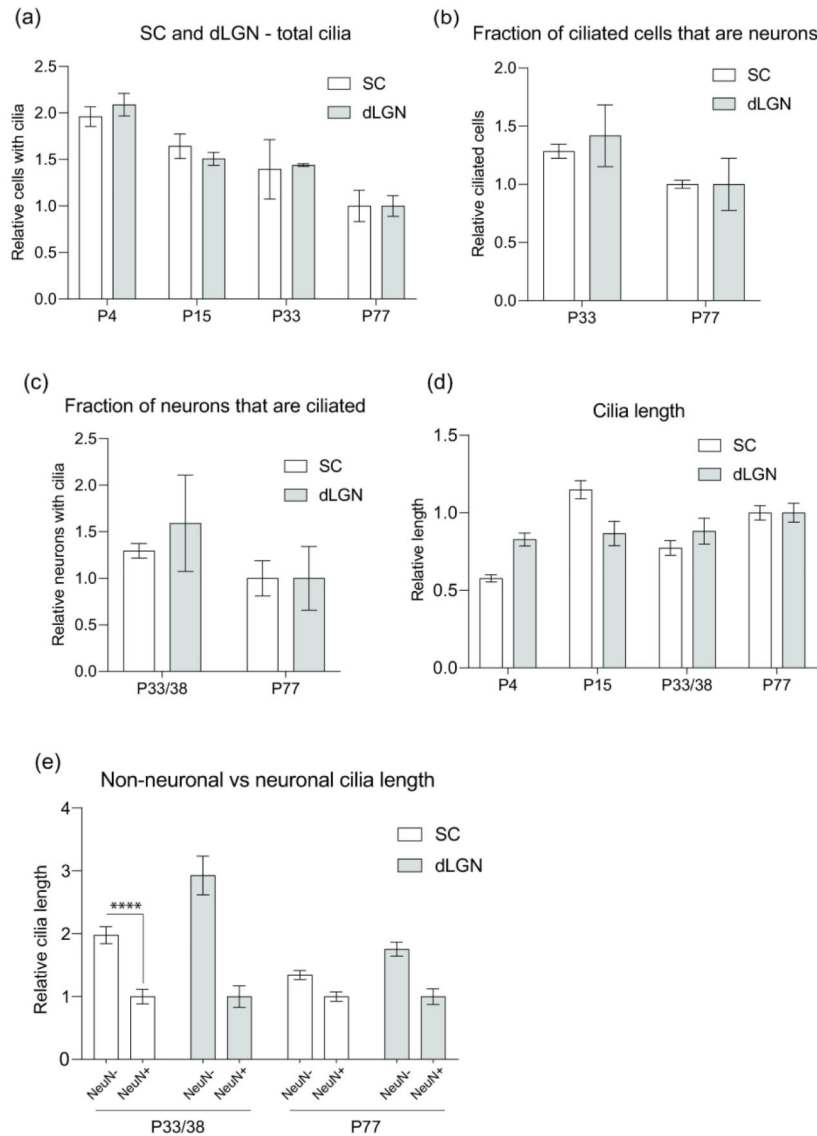 (a)
SC and dLGN - total cilia
Relative cells with cilia
2.5
2.0
1.5
1.0
0.5
0.0
SC
dLGN
P4 P15 P33 P77
(b)
Fraction of ciliated cells that are neurons
Relative ciliated cells
2.0
1.5
1.0
0.5
0.0
SC
dLGN
P33 P77
(c)
Fraction of neurons that are ciliated
Relative neurons with cilia
2.5
2.0
1.5
1.0
0.5
0.0
SC
dLGN
P33/38 P77
(d)
Cilia length
Relative length
1.5
1.0
0.5
0.0
SC
dLGN
P4 P15 P33/38 P77
(e)
Non-neuronal vs neuronal cilia length
Relative cilia length
4
3
2
1
0
SC
dLGN
****
NeuN- NeuN+ NeuN- NeuN+ NeuN- NeuN+ NeuN- NeuN+
P33/38 P77